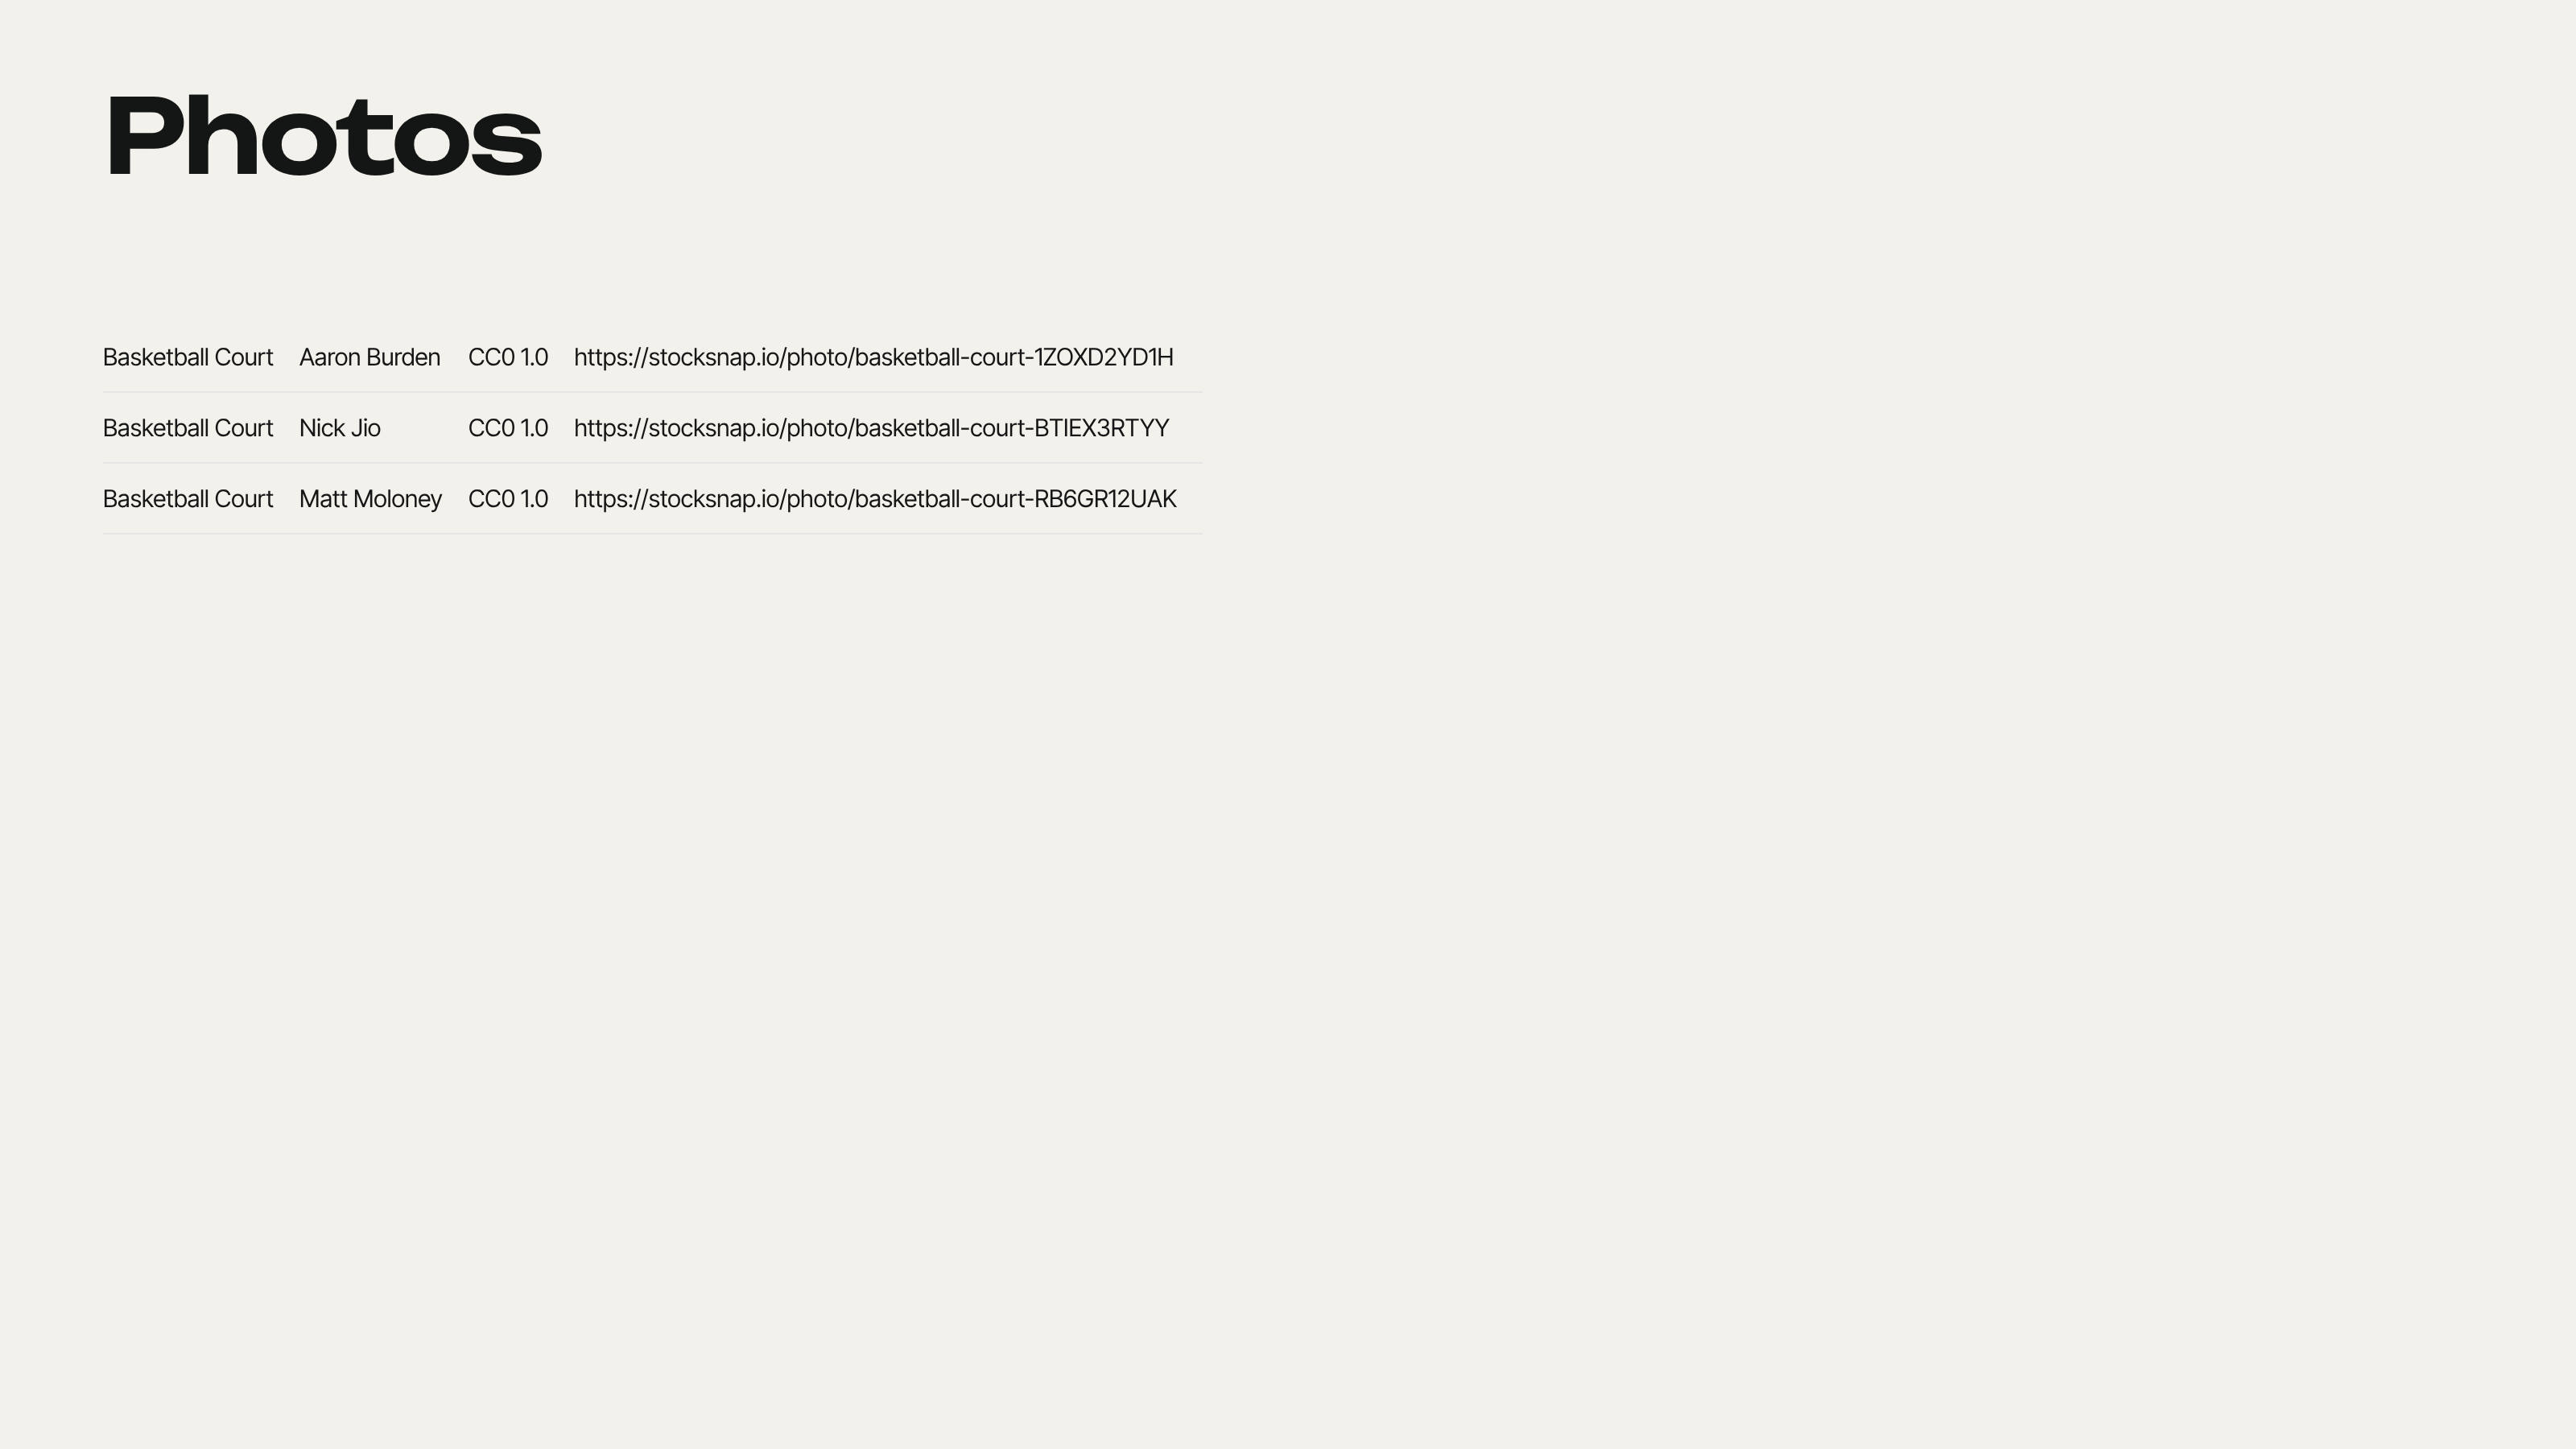 Photos
Basketball Court Aaron Burden CC0 1.0 https://stocksnap.io/photo/basketball-court-1ZOXD2YD1H
Basketball Court Nick Jio CC0 1.0 https://stocksnap.io/photo/basketball-court-BTIEX3RTYY
Basketball Court Matt Moloney CC0 1.0 https://stocksnap.io/photo/basketball-court-RB6GR12UAK